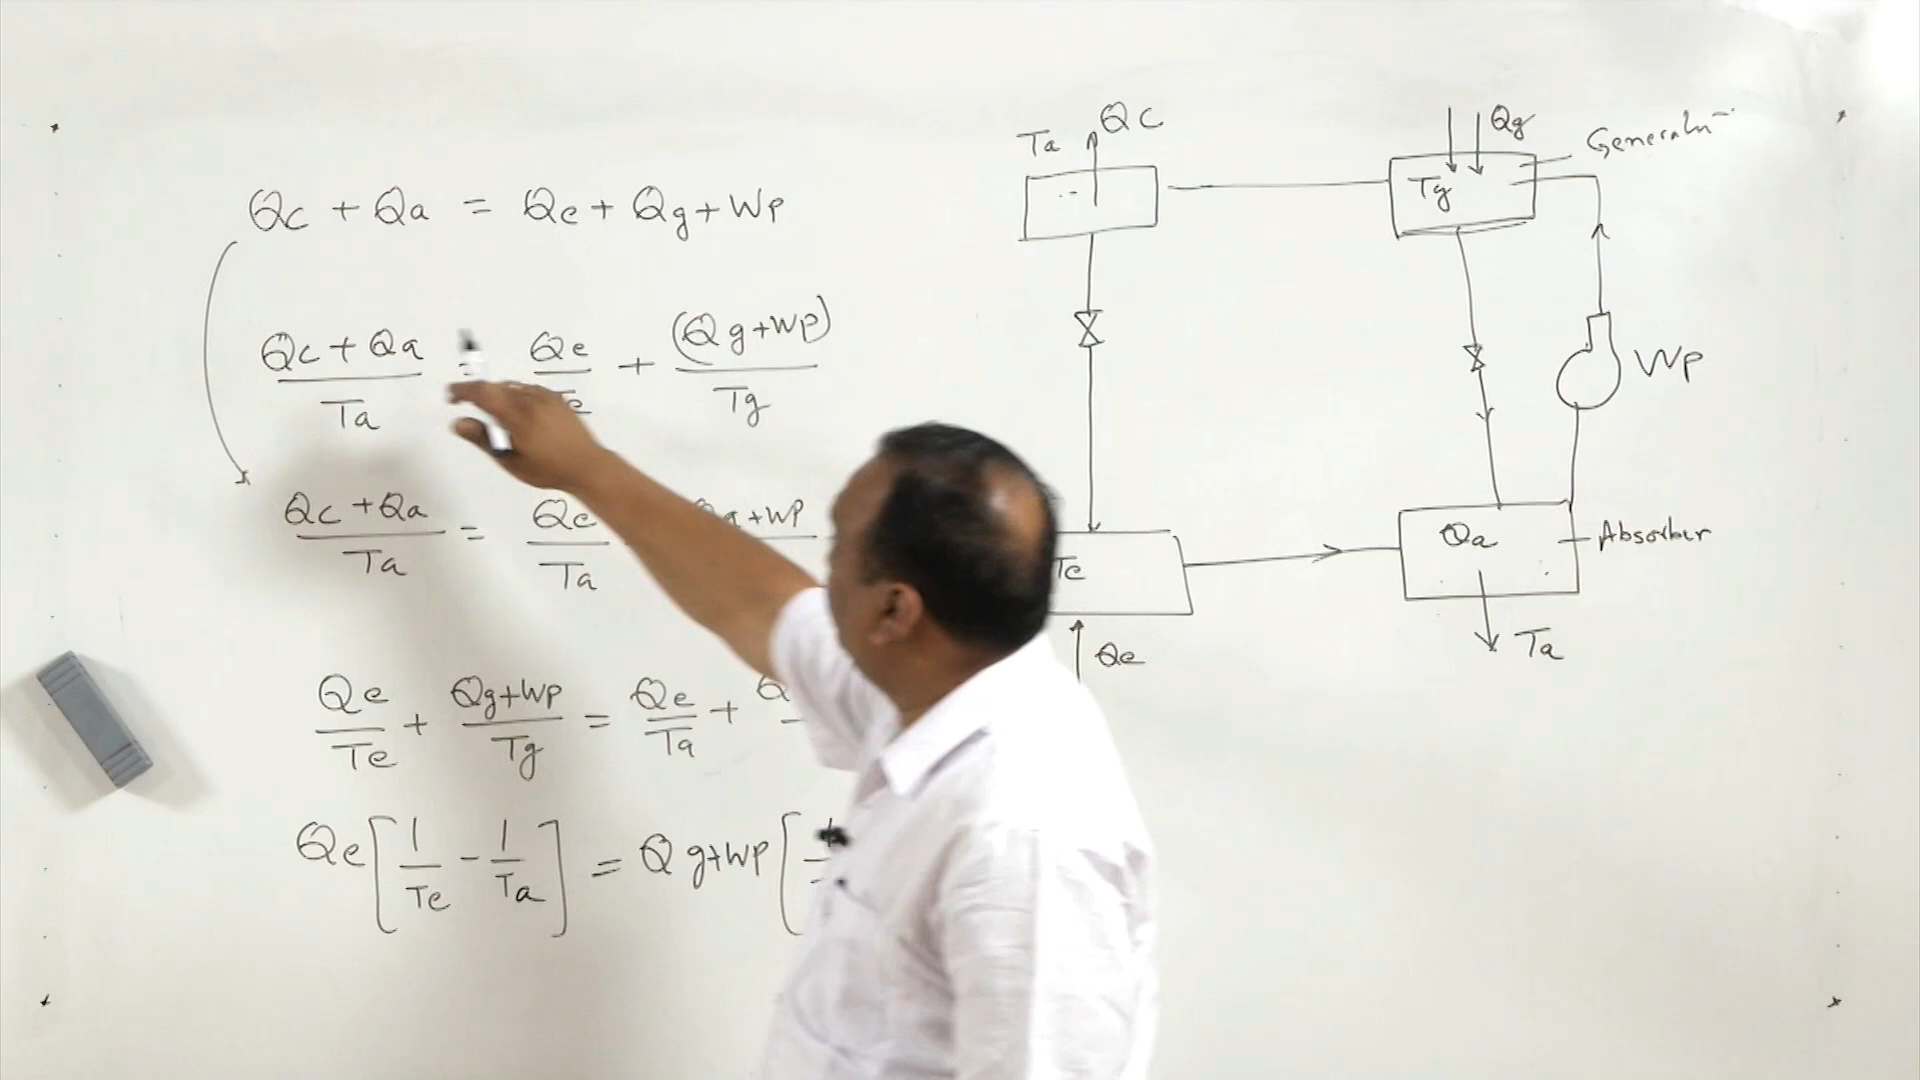 Qc + Qa = Qe + Qg + Wp
Qc + Qa / Ta = Qe / Te + (Qg + Wp) / Tg
Qc + Qa / Ta = Qe / Ta + Wp
Qe / Te + Qg + Wp / Tg = Qe / Ta +
Qe [ 1 / Te - 1 / Ta ] = Qg + Wp [
Ta Qc
Qg
Tg
Wp
Te
Qe
Qa
Absorber
Ta